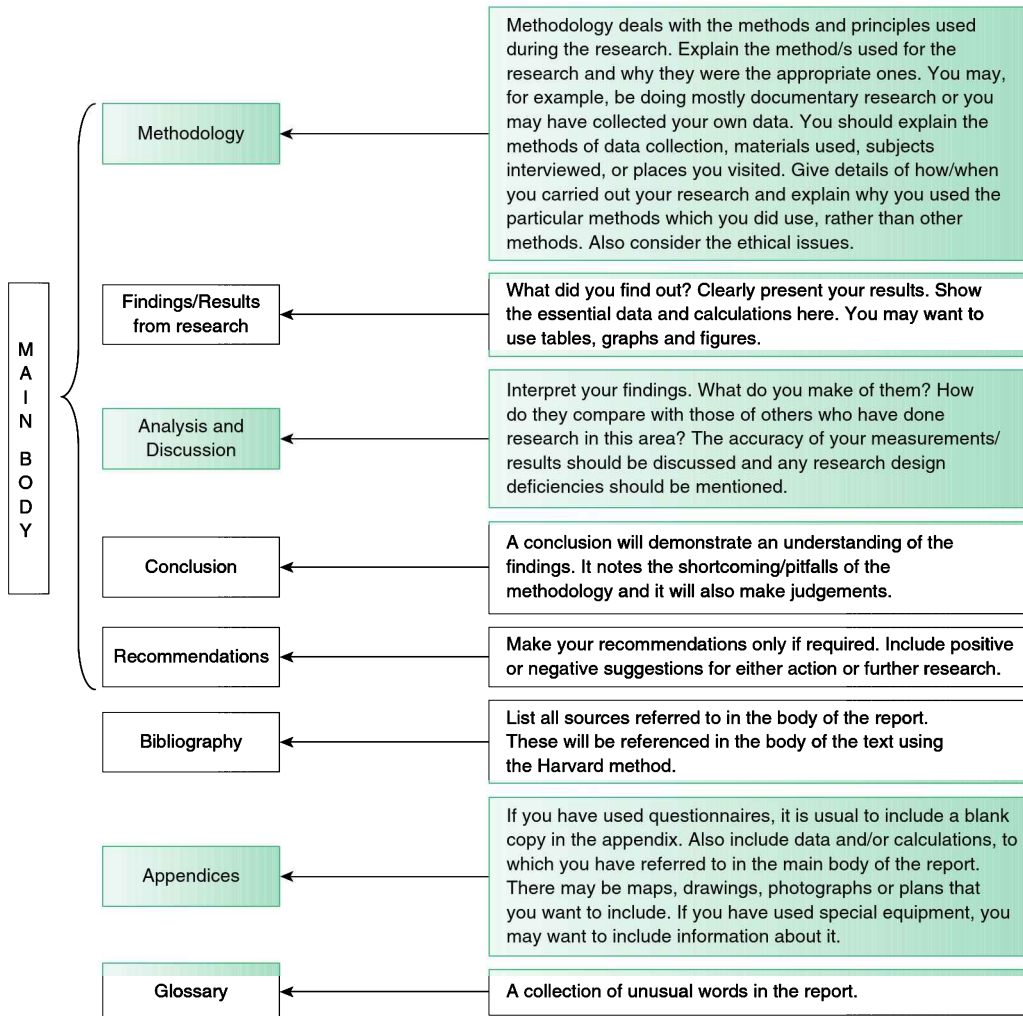 MAIN BODY
Methodology
Methodology deals with the methods and principles used
during the research. Explain the method/s used for the
research and why they were the appropriate ones. You may,
for example, be doing mostly documentary research or you
may have collected your own data. You should explain the
methods of data collection, materials used, subjects
interviewed, or places you visited. Give details of how/when
you carried out your research and explain why you used the
particular methods which you did use, rather than other
methods. Also consider the ethical issues.
Findings/Results
from research
What did you find out? Clearly present your results. Show
the essential data and calculations here. You may want to
use tables, graphs and figures.
Analysis and
Discussion
Interpret your findings. What do you make of them? How
do they compare with those of others who have done
research in this area? The accuracy of your measurements/
results should be discussed and any research design
deficiencies should be mentioned.
Conclusion
A conclusion will demonstrate an understanding of the
findings. It notes the shortcoming/pitfalls of the
methodology and it will also make judgements.
Recommendations
Make your recommendations only if required. Include positive
or negative suggestions for either action or further research.
Bibliography
List all sources referred to in the body of the report.
These will be referenced in the body of the text using
the Harvard method.
Appendices
If you have used questionnaires, it is usual to include a blank
copy in the appendix. Also include data and/or calculations, to
which you have referred to in the main body of the report.
There may be maps, drawings, photographs or plans that
you want to include. If you have used special equipment, you
may want to include information about it.
Glossary
A collection of unusual words in the report.